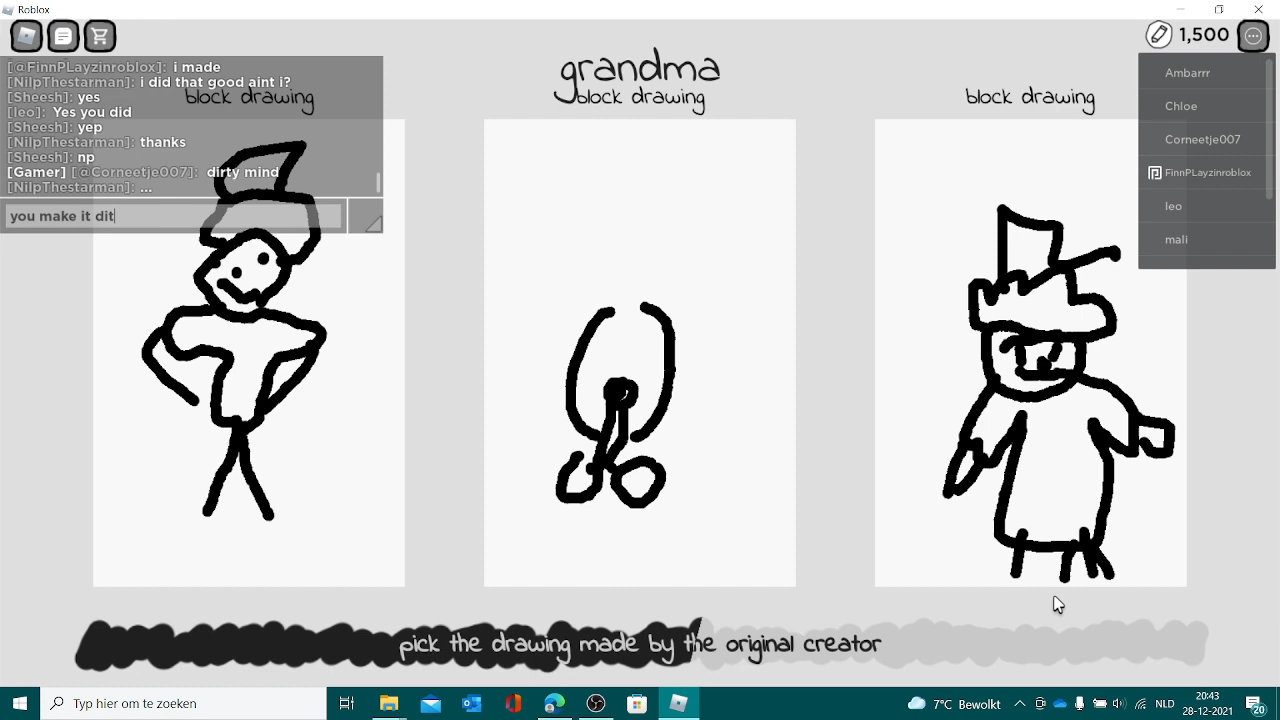 Roblox
1,500
grandma
[@FinnPLayzinroblox]: i made
[NilpThestarman]: i did that good aint i?
[Sheesh]: yes
[leo]: Yes you did
[Sheesh]: yep
[NilpThestarman]: thanks
[Sheesh]: np
[Gamer] [@Corneetje007]: dirty mind
[NilpThestarman]: ...
you make it dit
block drawing
block drawing
block drawing
Ambarrr
Chloe
Corneetje007
FinnPLayzinroblox
leo
mali
pick the drawing made by the original creator
Typ hier om te zoeken
7°C Bewolkt
NLD
20:43
28-12-2021
20